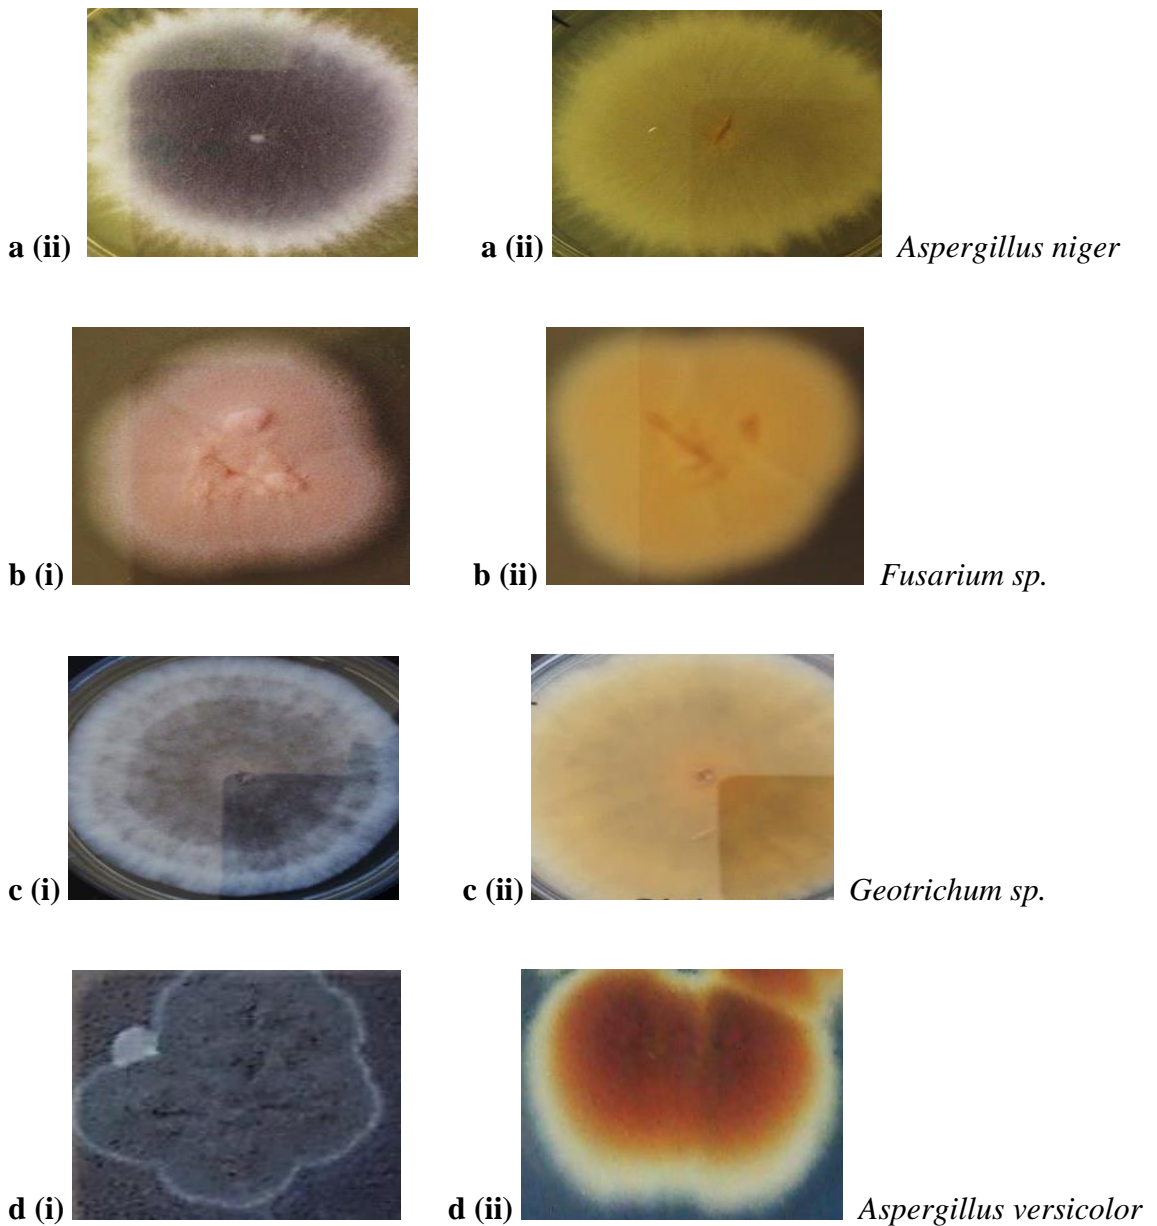 a (ii) a (ii) Aspergillus niger
b (i) b (ii) Fusarium sp.
c (i) c (ii) Geotrichum sp.
d (i) d (ii) Aspergillus versicolor